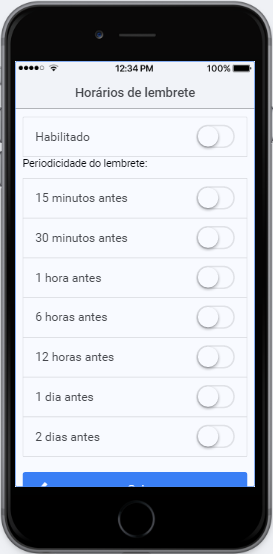 12:34 PM 100%
Horários de lembrete
Habilitado
Periodicidade do lembrete:
15 minutos antes
30 minutos antes
1 hora antes
6 horas antes
12 horas antes
1 dia antes
2 dias antes